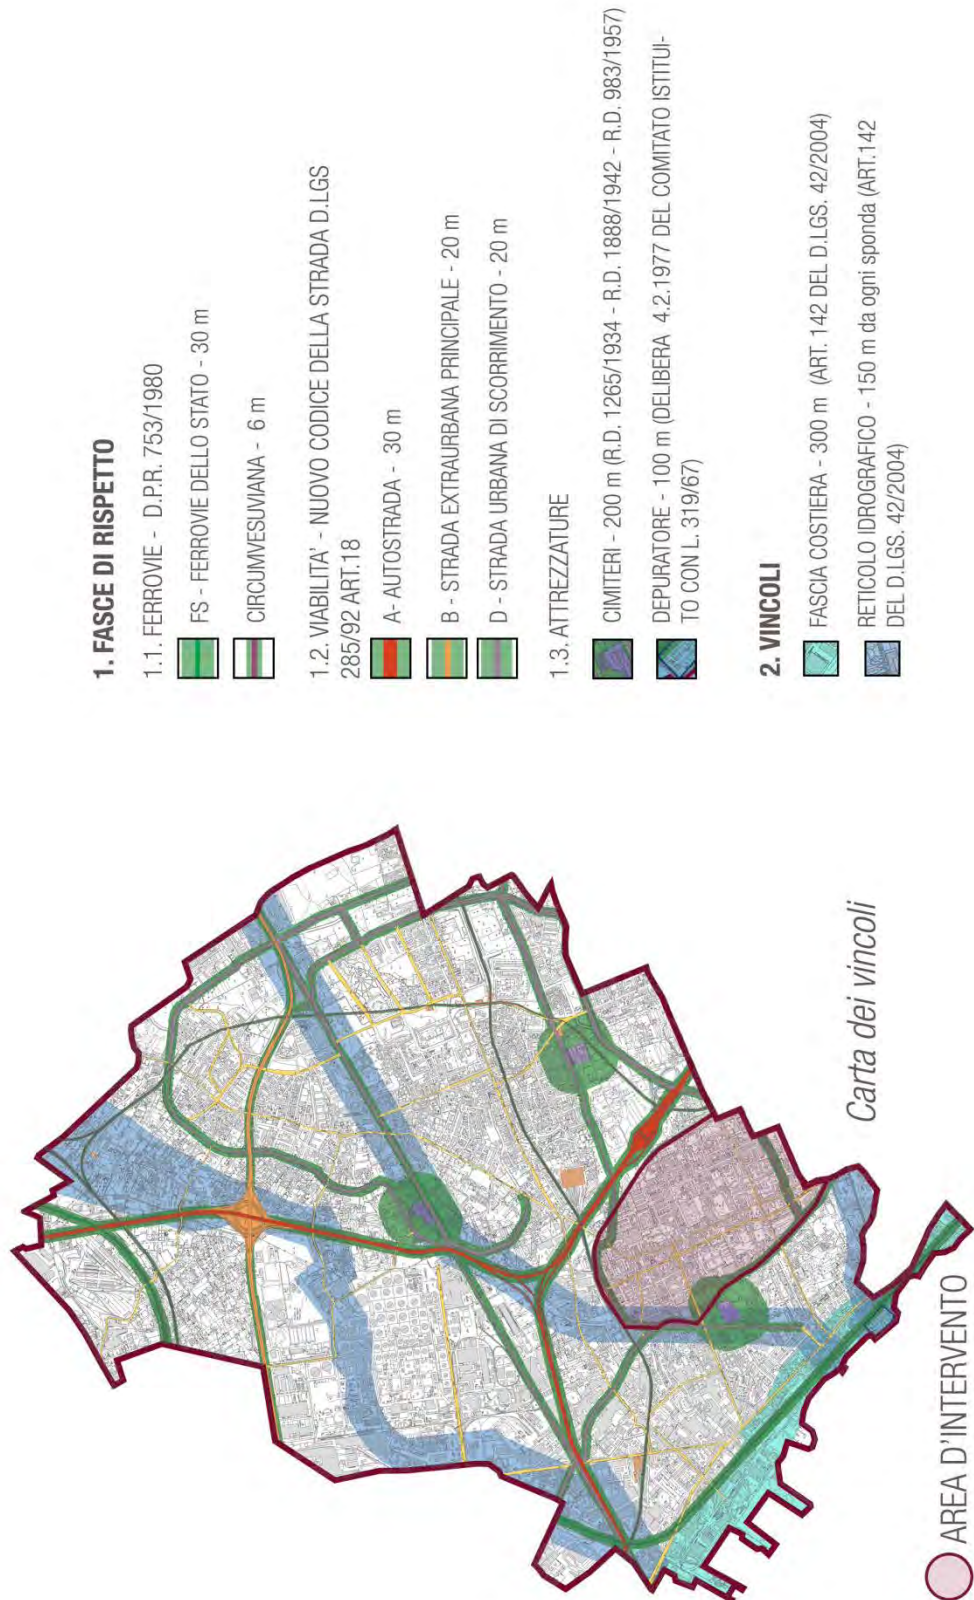 1. FASCE DI RISPETTO
1.1. FERROVIE - D.P.R. 753/1980
FS - FERROVIE DELLO STATO - 30 m
CIRCUMVESUVIANA - 6 m
1.2. VIABILITA' - NUOVO CODICE DELLA STRADA D.LGS
285/92 ART.18
A- AUTOSTRADA - 30 m
B - STRADA EXTRAURBANA PRINCIPALE - 20 m
D - STRADA URBANA DI SCORRIMENTO - 20 m
1.3. ATTREZZATURE
CIMITERI - 200 m (R.D. 1265/1934 - R.D. 1888/1942 - R.D. 983/1957)
DEPURATORE - 100 m (DELIBERA 4.2.1977 DEL COMITATO ISTITUI-
TO CON L. 319/67)
2. VINCOLI
FASCIA COSTIERA - 300 m (ART. 142 DEL D.LGS. 42/2004)
RETICOLO IDROGRAFICO - 150 m da ogni sponda (ART.142
DEL D.LGS. 42/2004)
Carta dei vincoli
AREA D'INTERVENTO